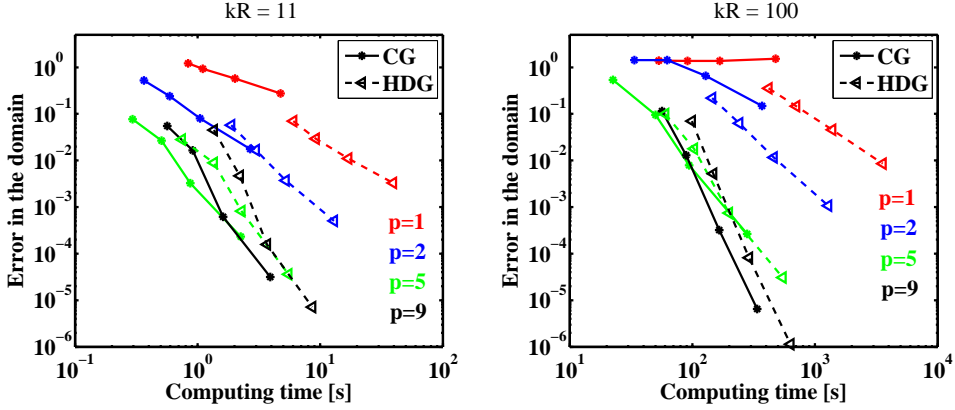 kR = 11
Error in the domain
10^0
10^-1
10^-2
10^-3
10^-4
10^-5
10^-6
CG
HDG
p=1
p=2
p=5
p=9
10^-1
10^0
10^1
10^2
Computing time [s]
kR = 100
Error in the domain
10^0
10^-1
10^-2
10^-3
10^-4
10^-5
10^-6
CG
HDG
p=1
p=2
p=5
p=9
10^1
10^2
10^3
10^4
Computing time [s]